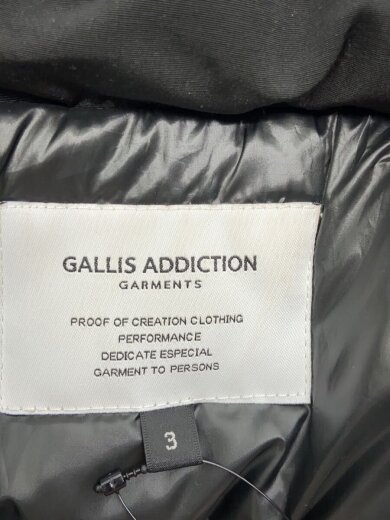 GALLIS ADDICTION
GARMENTS
PROOF OF CREATION CLOTHING
PERFORMANCE
DEDICATE ESPECIAL
GARMENT TO PERSONS
3